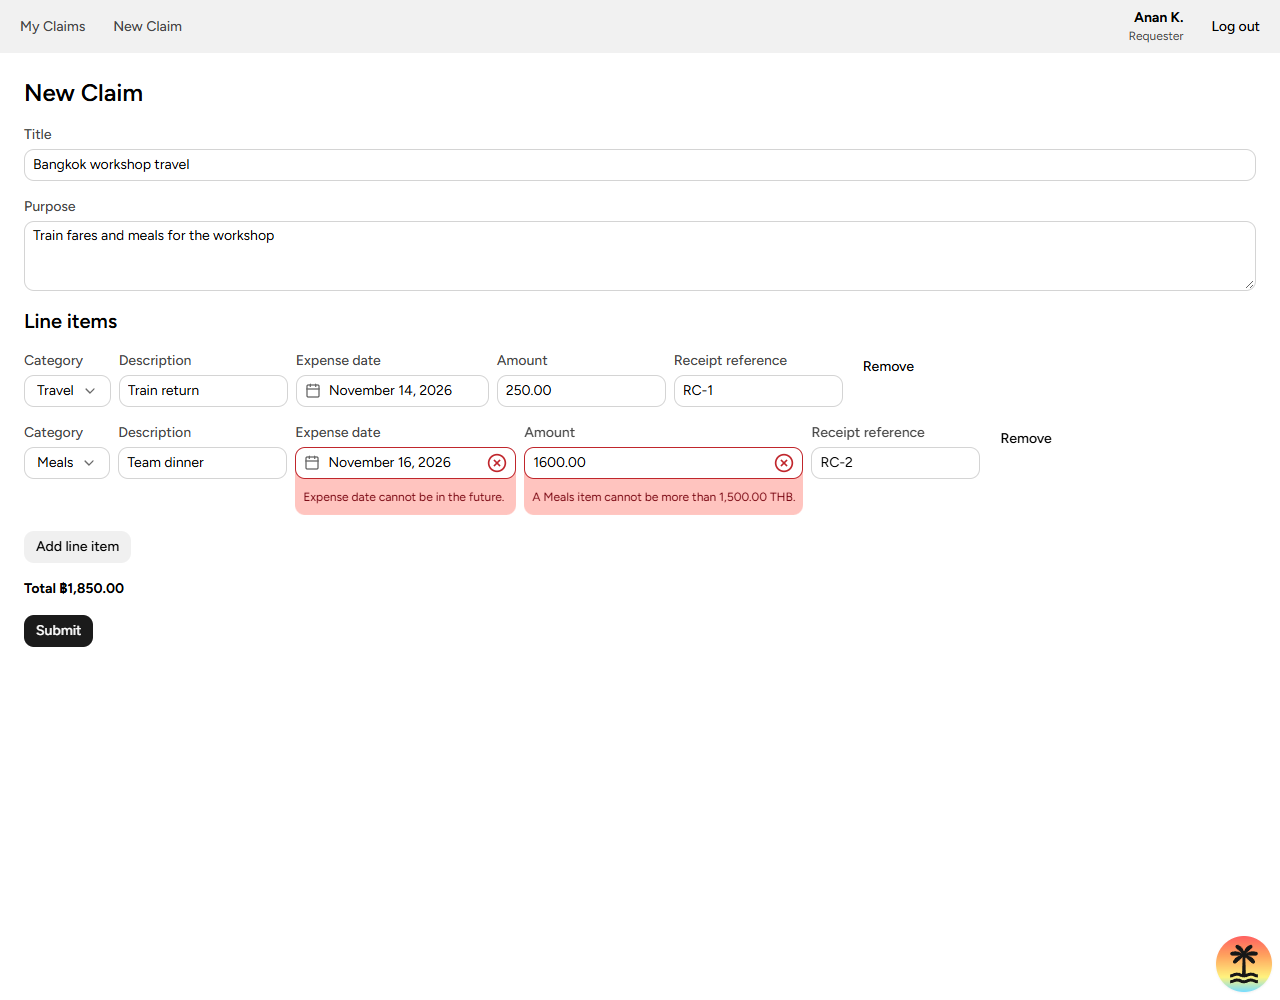 My Claims New Claim Anan K. Requester Log out
New Claim
Title
Bangkok workshop travel
Purpose
Train fares and meals for the workshop
Line items
Category Description Expense date Amount Receipt reference Remove
Travel Train return November 14, 2026 250.00 RC-1
Category Description Expense date Amount Receipt reference Remove
Meals Team dinner November 16, 2026 1600.00 RC-2
Expense date cannot be in the future. A Meals item cannot be more than 1,500.00 THB.
Add line item
Total ฿1,850.00
Submit